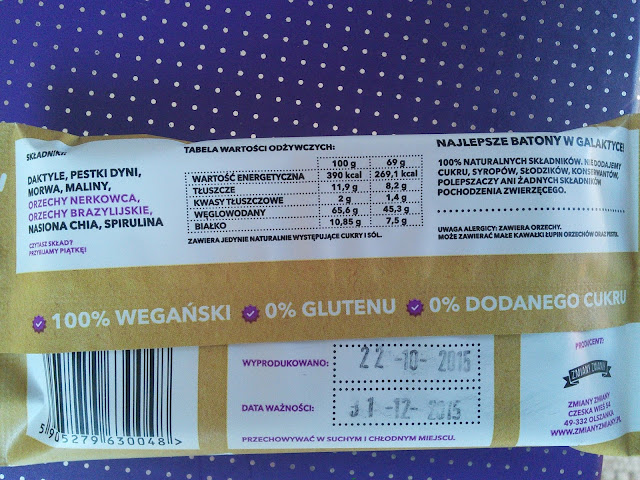 SKŁADNIKI:
DAKTYLE, PESTKI DYNI,
MORWA, MALINY,
ORZECHY NERKOWCA,
ORZECHY BRAZYLIJSKIE,
NASIONA CHIA, SPIRULINA
CZYTASZ SKŁAD?
PRZYBIJAMY PIĄTKĘ!
TABELA WARTOŚCI ODŻYWCZYCH:
100 g 69 g
WARTOŚĆ ENERGETYCZNA 390 kcal 269,1 kcal
TŁUSZCZE 11,9 g 8,2 g
KWASY TŁUSZCZOWE 2 g 1,4 g
WĘGLOWODANY 65,6 g 45,3 g
BIAŁKO 10,85 g 7,5 g
ZAWIERA JEDYNIE NATURALNIE WYSTĘPUJĄCE CUKRY I SÓL.
NAJLEPSZE BATONY W GALAKTYCE!
100% NATURALNYCH SKŁADNIKÓW. NIE DODAJEMY
CUKRU, SYROPÓW, SŁODZIKÓW, KONSERWANTÓW,
POLEPSZACZY ANI ŻADNYCH SKŁADNIKÓW
POCHODZENIA ZWIERZĘCEGO.
UWAGA ALERGICY: ZAWIERA ORZECHY.
MOŻE ZAWIERAĆ MAŁE KAWAŁKI ŁUPIN ORZECHÓW ORAZ PESTEK.
100% WEGAŃSKI 0% GLUTENU 0% DODANEGO CUKRU
5 905279 630048 >
WYPRODUKOWANO: 22-10-2015
DATA WAŻNOŚCI: 31-12-2015
PRZECHOWYWAĆ W SUCHYM I CHŁODNYM MIEJSCU.
PRODUCENT:
ZMIANY ZMIANY
ZMIANY ZMIANY
CZESKA WIEŚ 54
49-332 OLSZANKA
WWW.ZMIANYZMIANY.PL